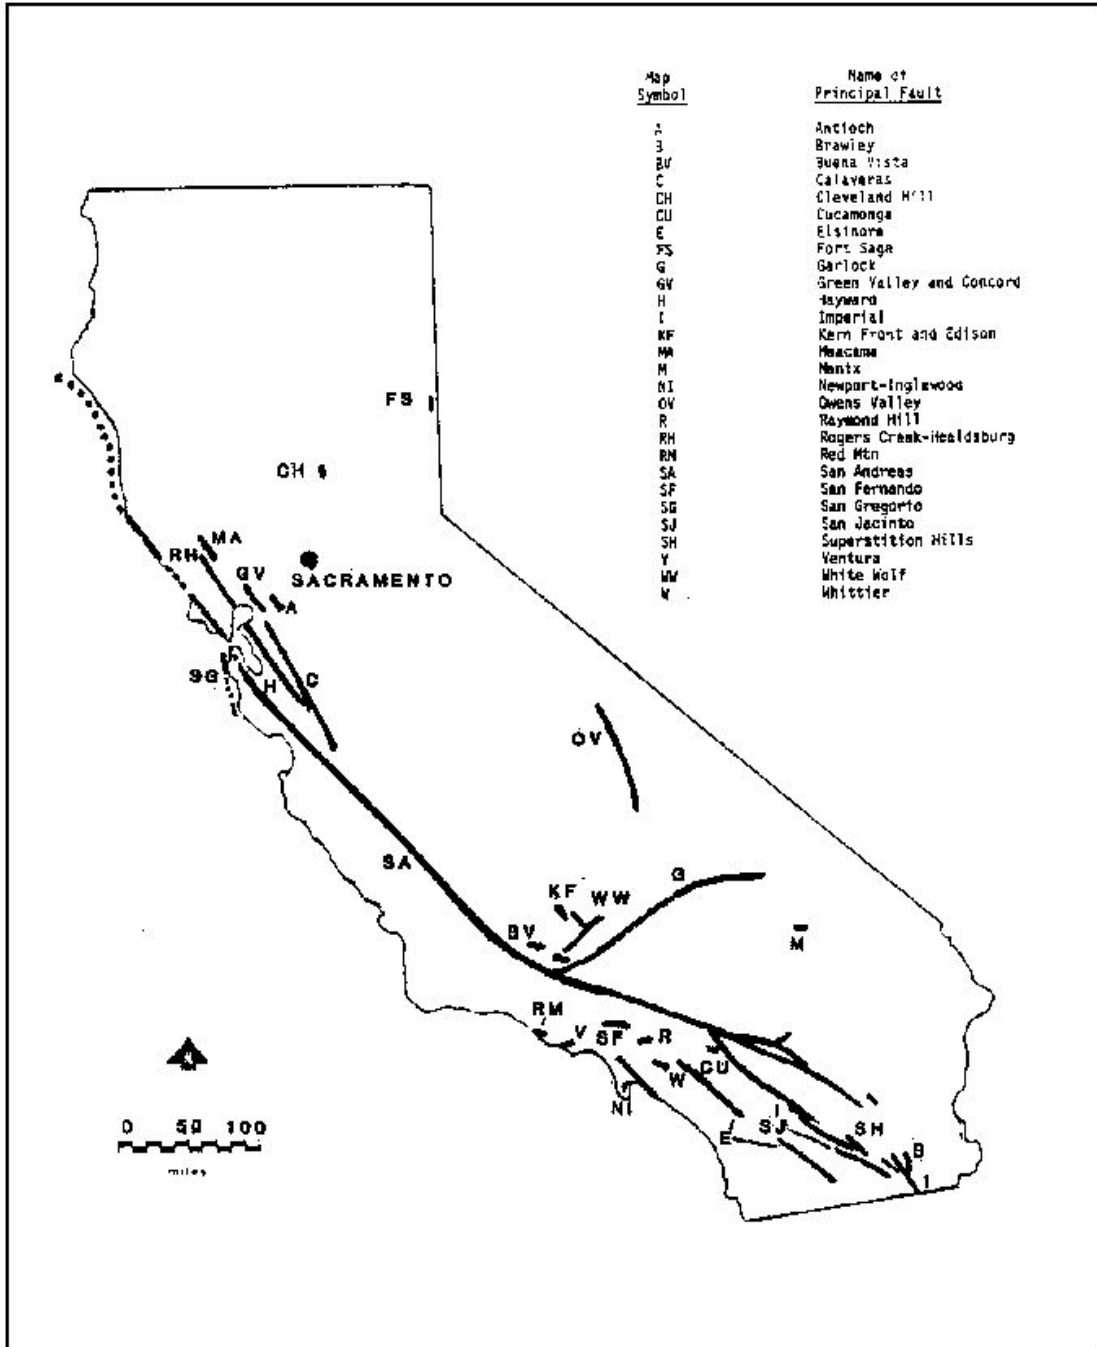 Map Name of
Symbol Principal Fault
A Antioch
B Brawley
BV Buena Vista
C Calaveras
CH Cleveland Hill
CU Cucamonga
E Elsinore
FS Fort Sage
G Garlock
GV Green Valley and Concord
H Hayward
I Imperial
KF Kern Front and Edison
MA Maacama
M Manix
NI Newport-Inglewood
OV Owens Valley
R Raymond Hill
RH Rogers Creek-Healdsburg
RM Red Mtn
SA San Andreas
SF San Fernando
SG San Gregorio
SJ San Jacinto
SH Superstition Hills
V Ventura
WW White Wolf
W Whittier
FS
CH
MA
RH
GV
SACRAMENTO
A
SG
H
C
OV
SA
G
KF
WW
BV
M
RM
V
SF
R
CU
W
NI
N
0 50 100
miles
E
SJ
SH
B
I